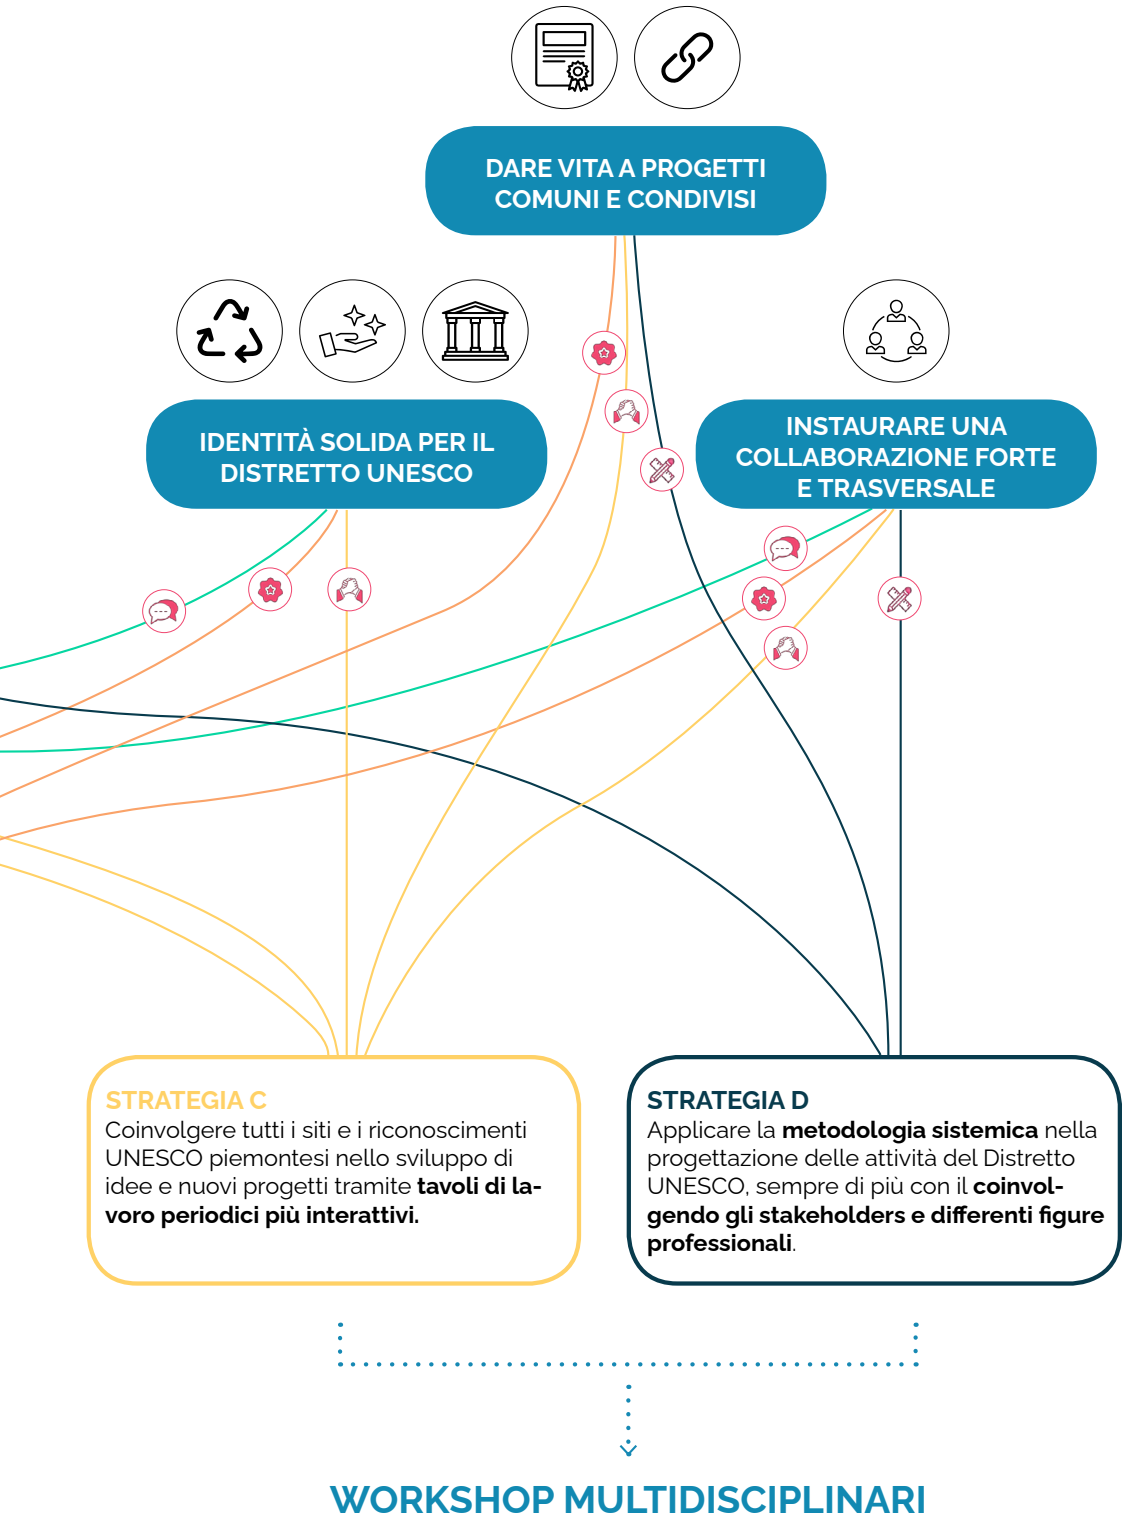 DARE VITA A PROGETTI
COMUNI E CONDIVISI
IDENTITÀ SOLIDA PER IL
DISTRETTO UNESCO
INSTAURARE UNA
COLLABORAZIONE FORTE
E TRASVERSALE
STRATEGIA C
Coinvolgere tutti i siti e i riconoscimenti
UNESCO piemontesi nello sviluppo di
idee e nuovi progetti tramite tavoli di la-
voro periodici più interattivi.
STRATEGIA D
Applicare la metodologia sistemica nella
progettazione delle attività del Distretto
UNESCO, sempre di più con il coinvol-
gendo gli stakeholders e differenti figure
professionali.
WORKSHOP MULTIDISCIPLINARI